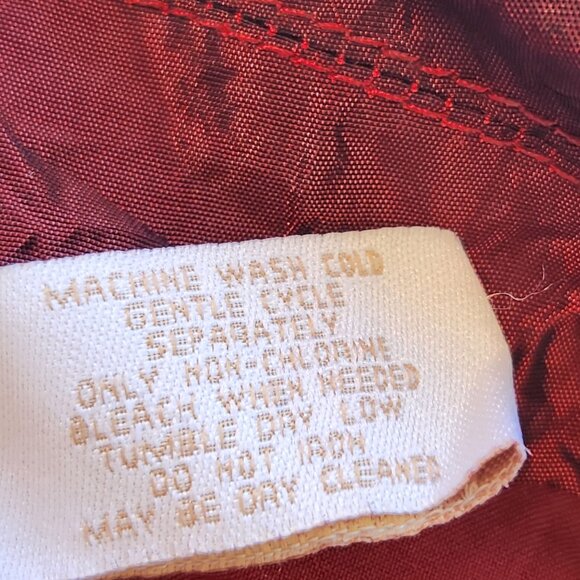 MACHINE WASH COLD
GENTLE CYCLE
SEPARATELY
ONLY NON-CHLORINE
BLEACH WHEN NEEDED
TUMBLE DRY LOW
DO NOT IRON
MAY BE DRY CLEANED